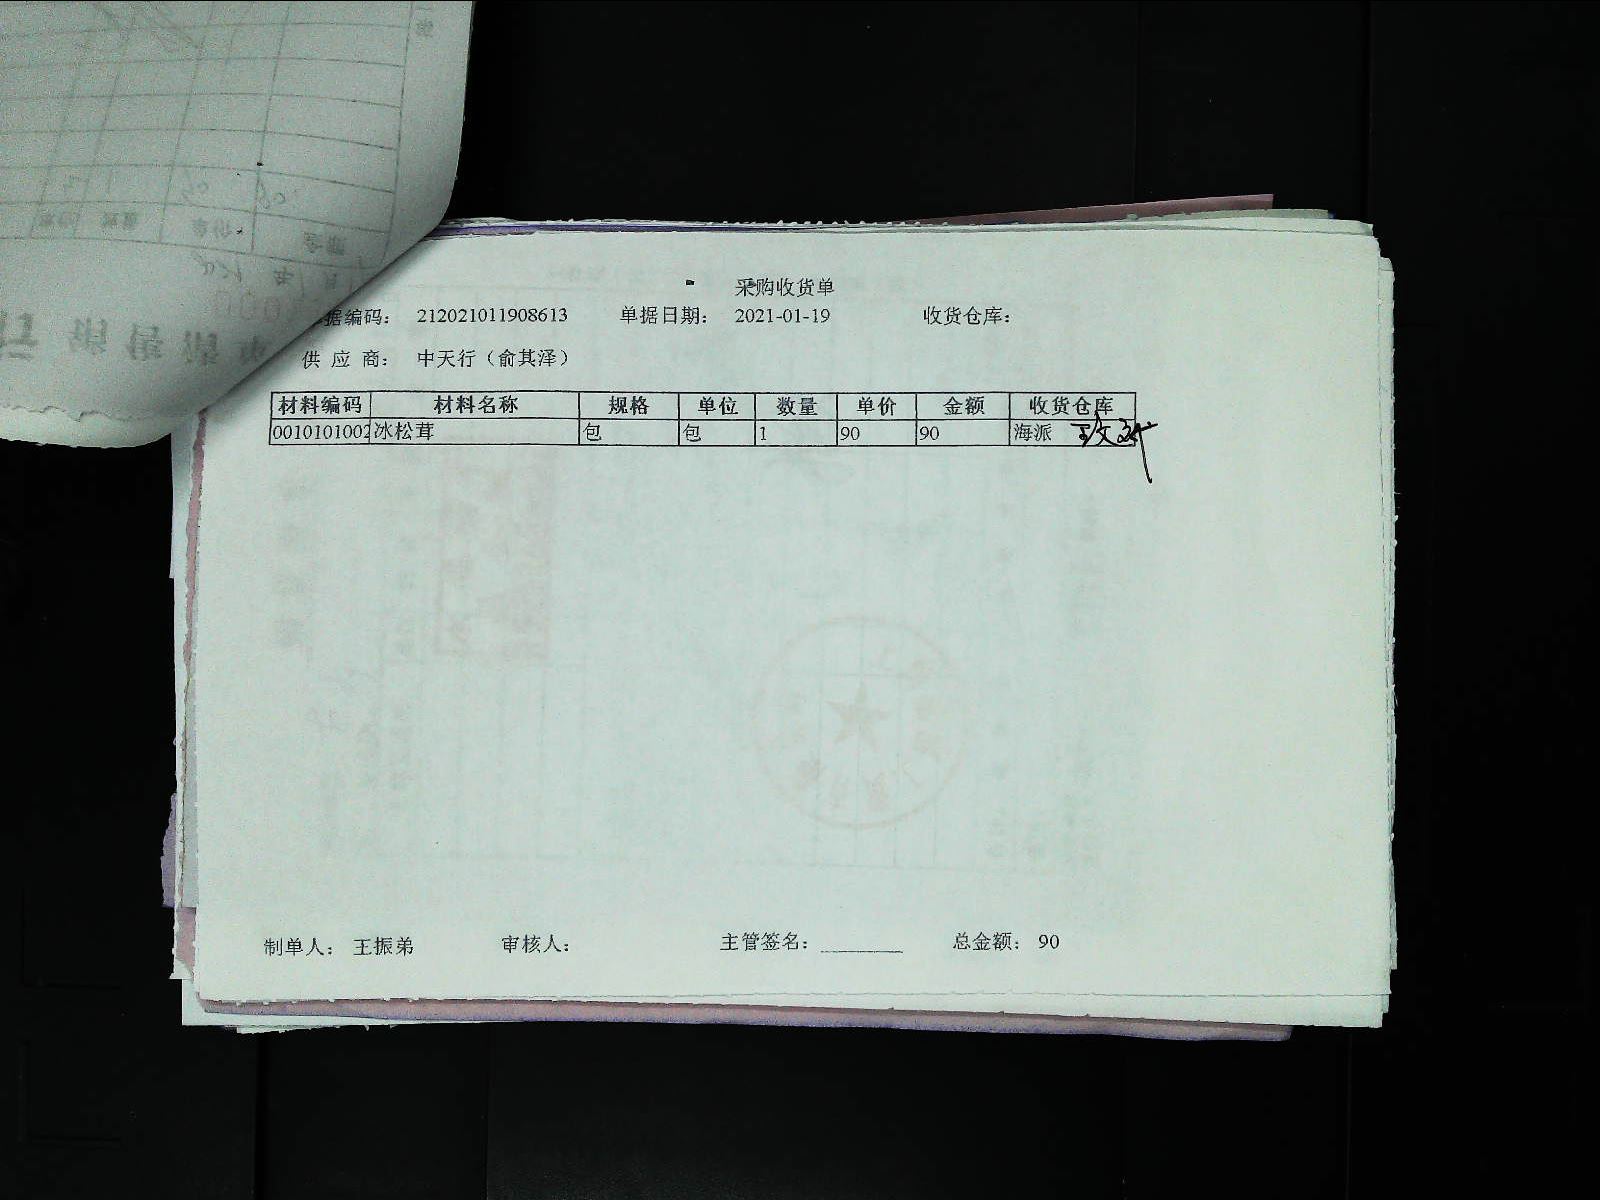 采购收货单
据编码： 212021011908613 单据日期： 2021-01-19 收货仓库：
供 应 商： 中天行（俞其泽）
材料编码 材料名称 规格 单位 数量 单价 金额 收货仓库
0010101002 冰松茸 包 包 1 90 90 海派
制单人： 王振弟 审核人： 主管签名： 总金额： 90